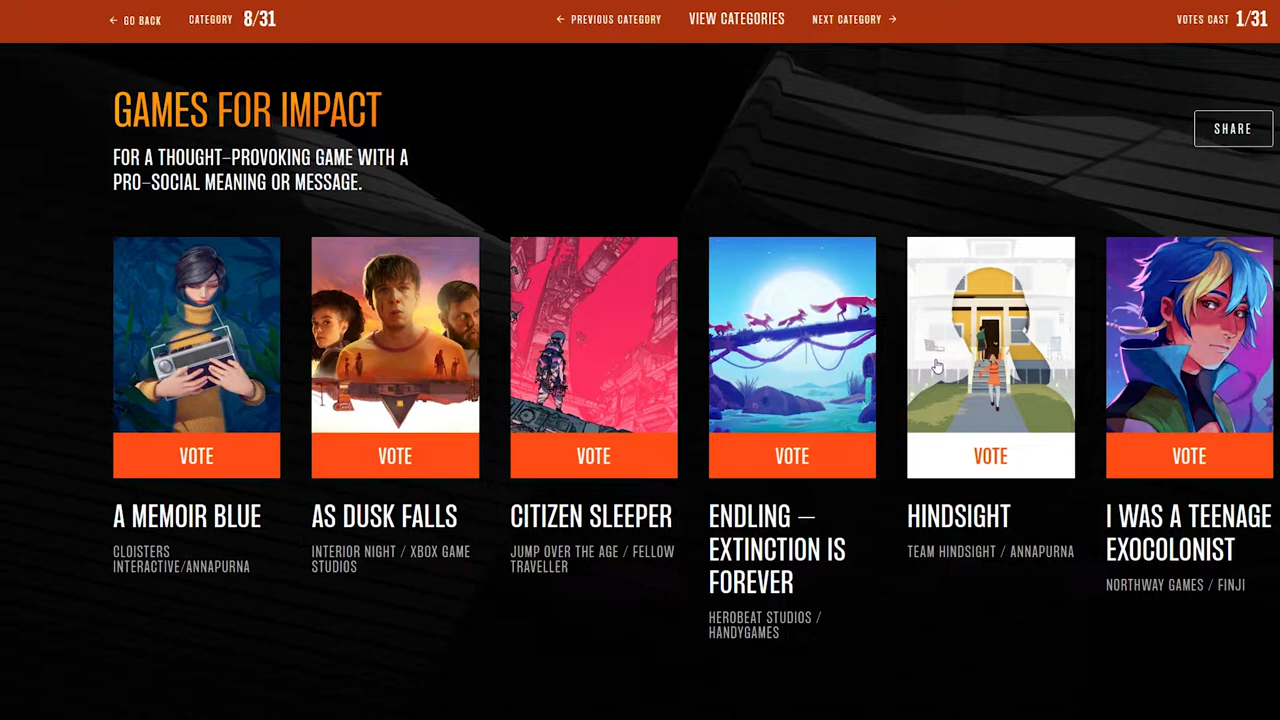 ← GO BACK
CATEGORY 8/31
← PREVIOUS CATEGORY
VIEW CATEGORIES
NEXT CATEGORY →
VOTES CAST 1/31
GAMES FOR IMPACT
FOR A THOUGHT–PROVOKING GAME WITH A
PRO–SOCIAL MEANING OR MESSAGE.
SHARE
VOTE
A MEMOIR BLUE
CLOISTERS
INTERACTIVE/ANNAPURNA
VOTE
AS DUSK FALLS
INTERIOR NIGHT / XBOX GAME
STUDIOS
VOTE
CITIZEN SLEEPER
JUMP OVER THE AGE / FELLOW
TRAVELLER
VOTE
ENDLING –
EXTINCTION IS
FOREVER
HEROBEAT STUDIOS /
HANDYGAMES
VOTE
HINDSIGHT
TEAM HINDSIGHT / ANNAPURNA
VOTE
I WAS A TEENAGE
EXOCOLONIST
NORTHWAY GAMES / FINJI